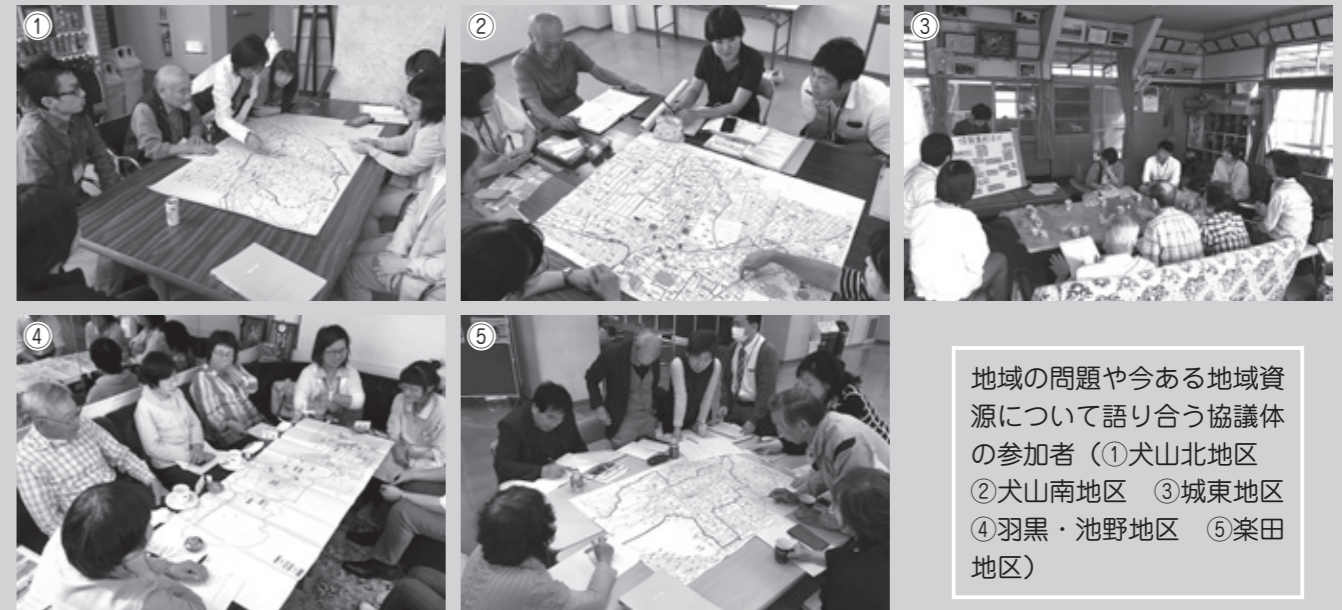 ①
②
③
④
⑤
地域の問題や今ある地域資
源について語り合う協議体
の参加者（①犬山北地区
②犬山南地区　③城東地区
④羽黒・池野地区　⑤楽田
地区）